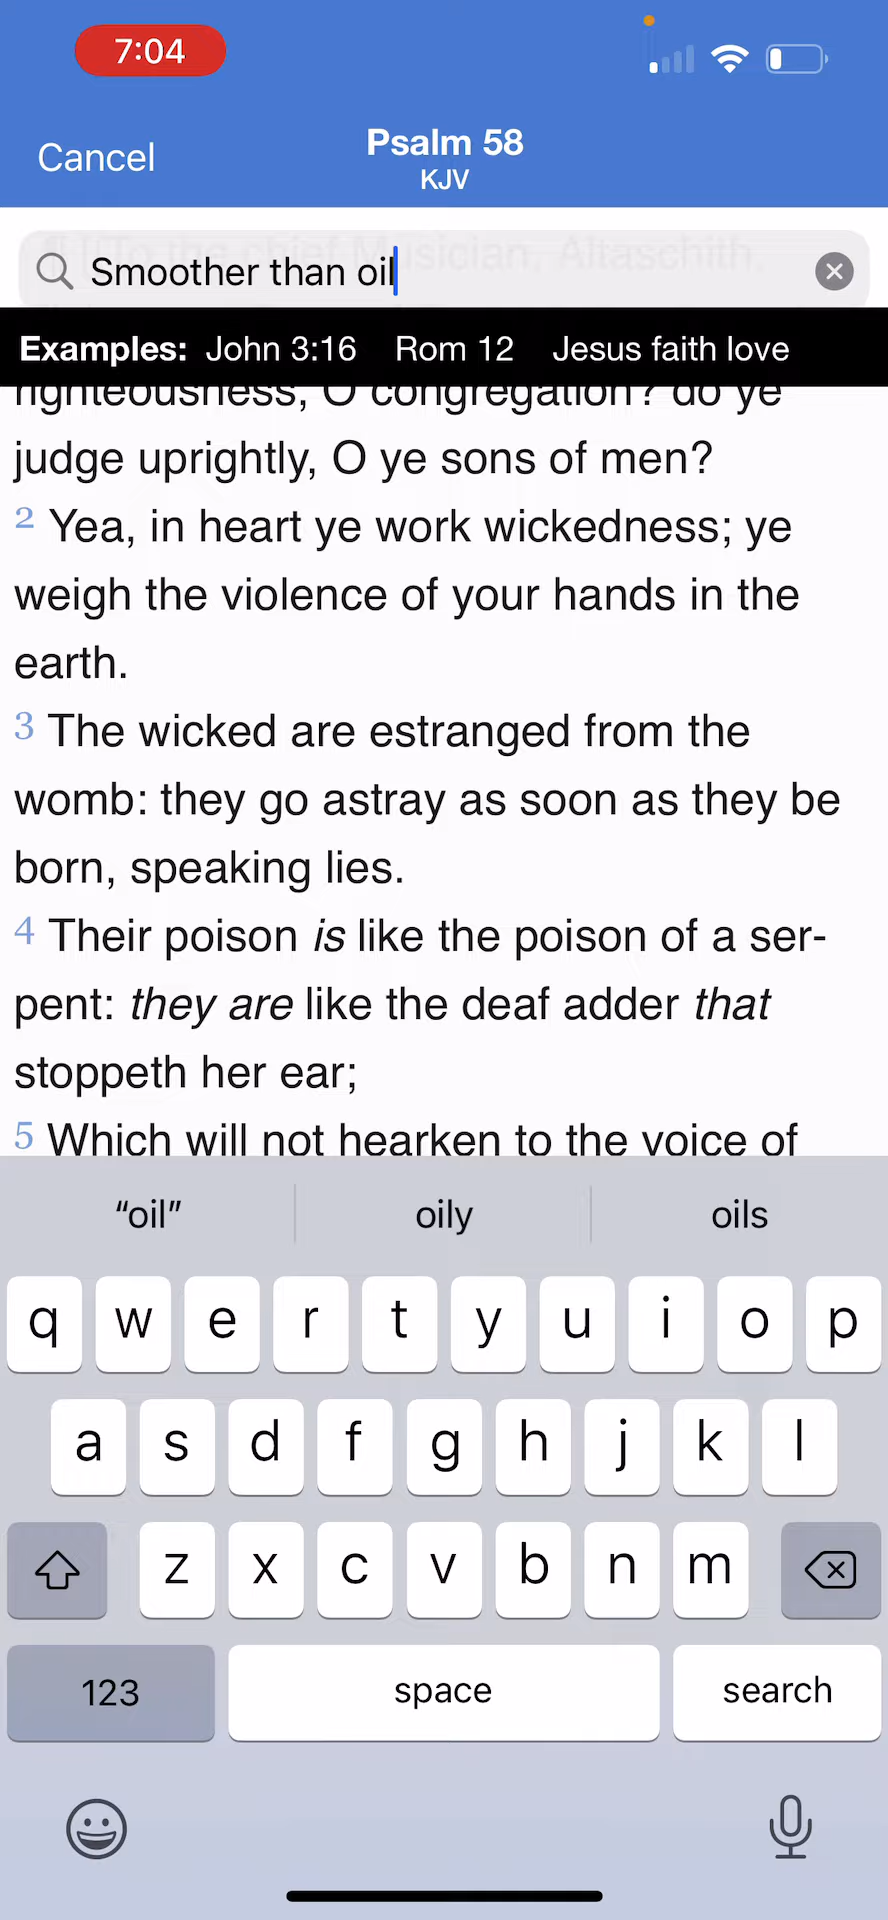 7:04
Cancel
Psalm 58
KJV
Smoother than oil
Examples: John 3:16 Rom 12 Jesus faith love
righteousness, O congregation? do ye
judge uprightly, O ye sons of men?
2 Yea, in heart ye work wickedness; ye
weigh the violence of your hands in the
earth.
3 The wicked are estranged from the
womb: they go astray as soon as they be
born, speaking lies.
4 Their poison is like the poison of a ser-
pent: they are like the deaf adder that
stoppeth her ear;
5 Which will not hearken to the voice of
“oil” oily oils
q w e r t y u i o p
a s d f g h j k l
z x c v b n m
123 space search